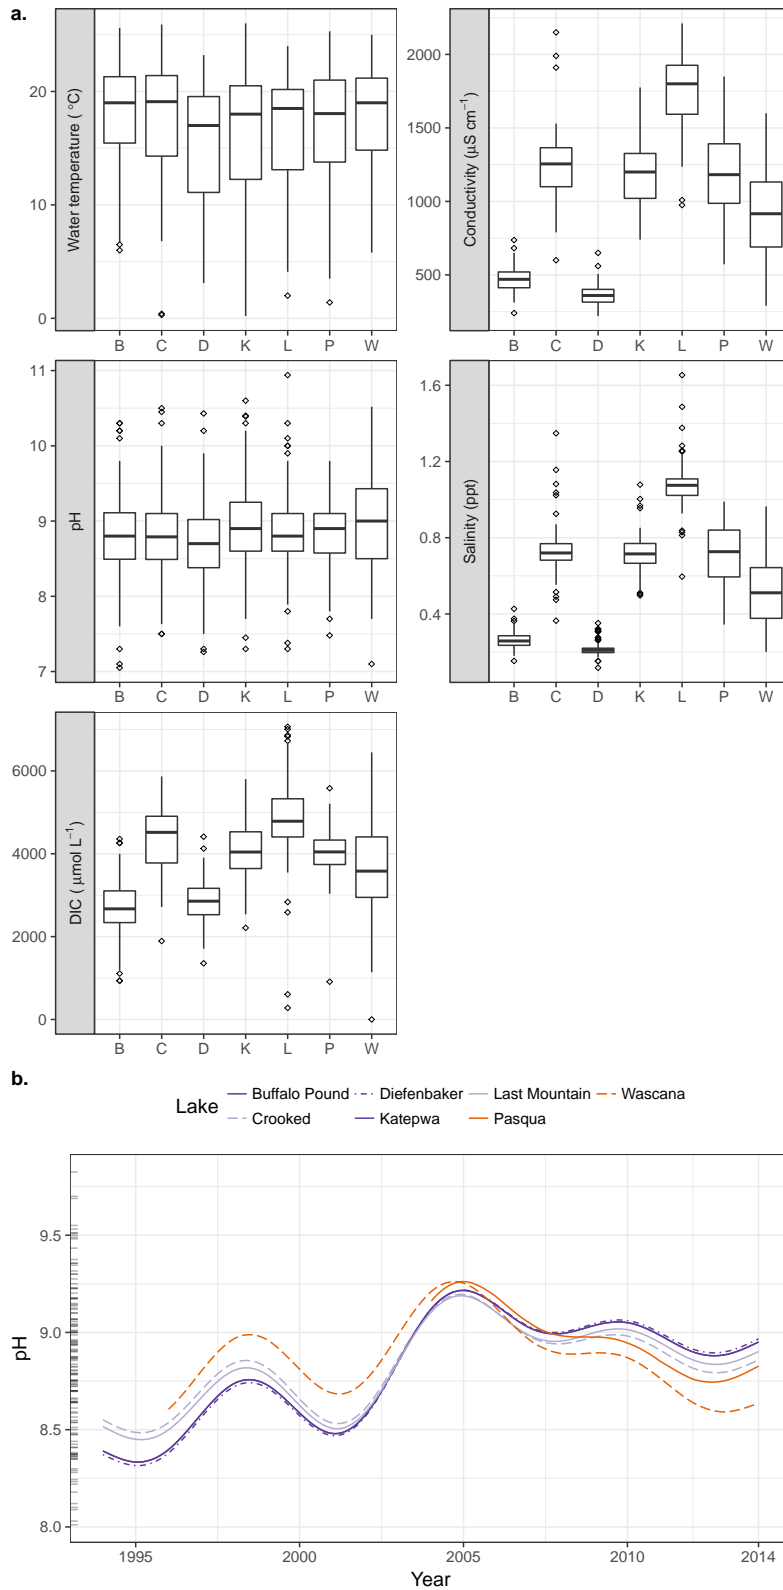 a.
Water temperature ( °C)
20
10
0
B C D K L P W
Conductivity (μS cm−1)
2000
1500
1000
500
B C D K L P W
pH
11
10
9
8
7
B C D K L P W
Salinity (ppt)
1.6
1.2
0.8
0.4
B C D K L P W
DIC ( μmol L−1)
6000
4000
2000
0
B C D K L P W
b.
Lake
Buffalo Pound Diefenbaker Last Mountain Wascana
Crooked Katepwa Pasqua
pH
9.5
9.0
8.5
8.0
1995 2000 2005 2010 2014
Year